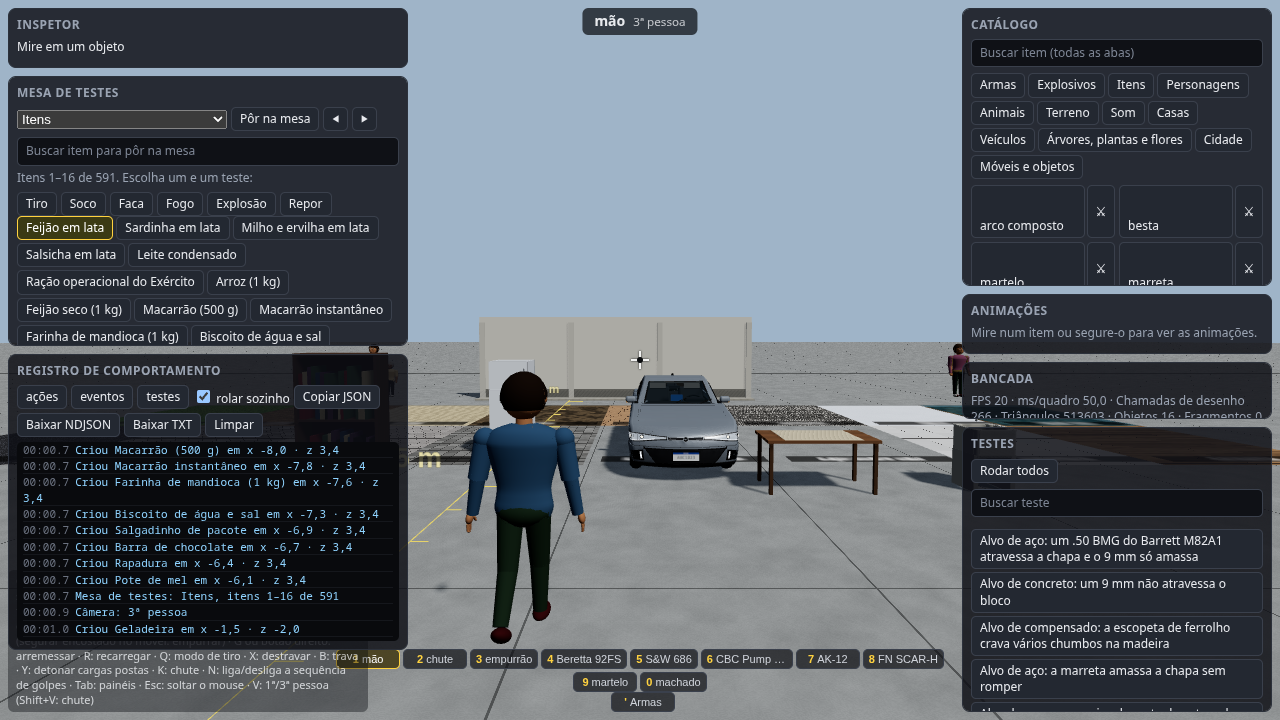 INSPETOR
Mire em um objeto
MESA DE TESTES
Itens
Pôr na mesa
Buscar item para pôr na mesa
Itens 1–16 de 591. Escolha um e um teste:
Tiro Soco Faca Fogo Explosão Repor
Feijão em lata Sardinha em lata Milho e ervilha em lata
Salsicha em lata Leite condensado
Ração operacional do Exército Arroz (1 kg)
Feijão seco (1 kg) Macarrão (500 g) Macarrão instantâneo
Farinha de mandioca (1 kg) Biscoito de água e sal
REGISTRO DE COMPORTAMENTO
ações eventos testes rolar sozinho Copiar JSON
Baixar NDJSON Baixar TXT Limpar
00:00.7 Criou Macarrão (500 g) em x -8,0 · z 3,4
00:00.7 Criou Macarrão instantâneo em x -7,8 · z 3,4
00:00.7 Criou Farinha de mandioca (1 kg) em x -7,6 · z
3,4
00:00.7 Criou Biscoito de água e sal em x -7,3 · z 3,4
00:00.7 Criou Salgadinho de pacote em x -6,9 · z 3,4
00:00.7 Criou Barra de chocolate em x -6,7 · z 3,4
00:00.7 Criou Rapadura em x -6,4 · z 3,4
00:00.7 Criou Pote de mel em x -6,1 · z 3,4
00:00.7 Mesa de testes: Itens, itens 1–16 de 591
00:00.9 Câmera: 3ª pessoa
00:01.0 Criou Geladeira em x -1,5 · z -2,0
arremessar · R: recarregar · Q: modo de tiro · X: destravar · B: trava
· Y: detonar cargas postas · K: chute · N: liga/desliga a sequência
de golpes · Tab: painéis · Esc: soltar o mouse · V: 1ª/3ª pessoa
(Shift+V: chute)
mão 3ª pessoa
m
m
1 mão 2 chute 3 empurrão 4 Beretta 92FS 5 S&W 686 6 CBC Pump ... 7 AK-12 8 FN SCAR-H
9 martelo 0 machado
' Armas
CATÁLOGO
Buscar item (todas as abas)
Armas Explosivos Itens Personagens
Animais Terreno Som Casas
Veículos Árvores, plantas e flores Cidade
Móveis e objetos
arco composto besta
martelo marreta
ANIMAÇÕES
Mire num item ou segure-o para ver as animações.
BANCADA
FPS 20 · ms/quadro 50,0 · Chamadas de desenho
266 · Triângulos 513603 · Objetos 16 · Fragmentos 0
TESTES
Rodar todos
Buscar teste
Alvo de aço: um .50 BMG do Barrett M82A1
atravessa a chapa e o 9 mm só amassa
Alvo de concreto: um 9 mm não atravessa o
bloco
Alvo de compensado: a escopeta de ferrolho
crava vários chumbos na madeira
Alvo de aço: a marreta amassa a chapa sem
romper